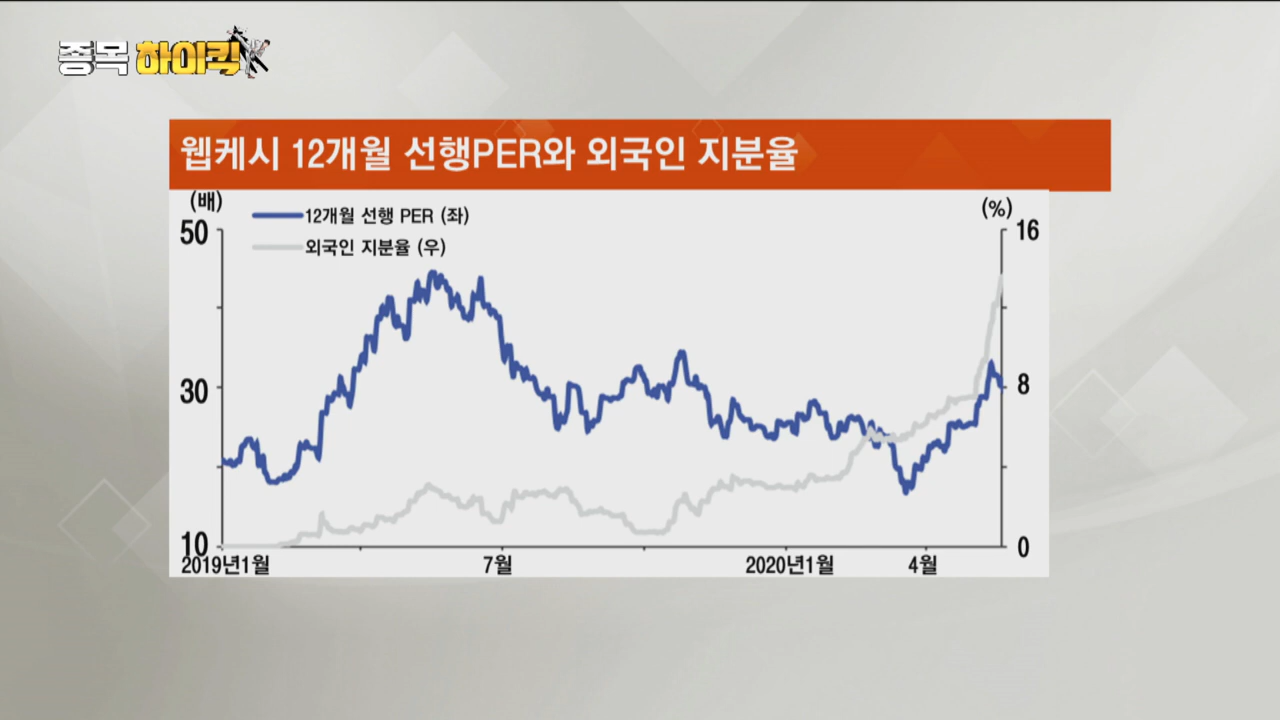 종목 하이킥
웹케시 12개월 선행PER와 외국인 지분율
(배)
(%)
12개월 선행 PER (좌)
외국인 지분율 (우)
50
30
10
16
8
0
2019년1월
7월
2020년1월
4월